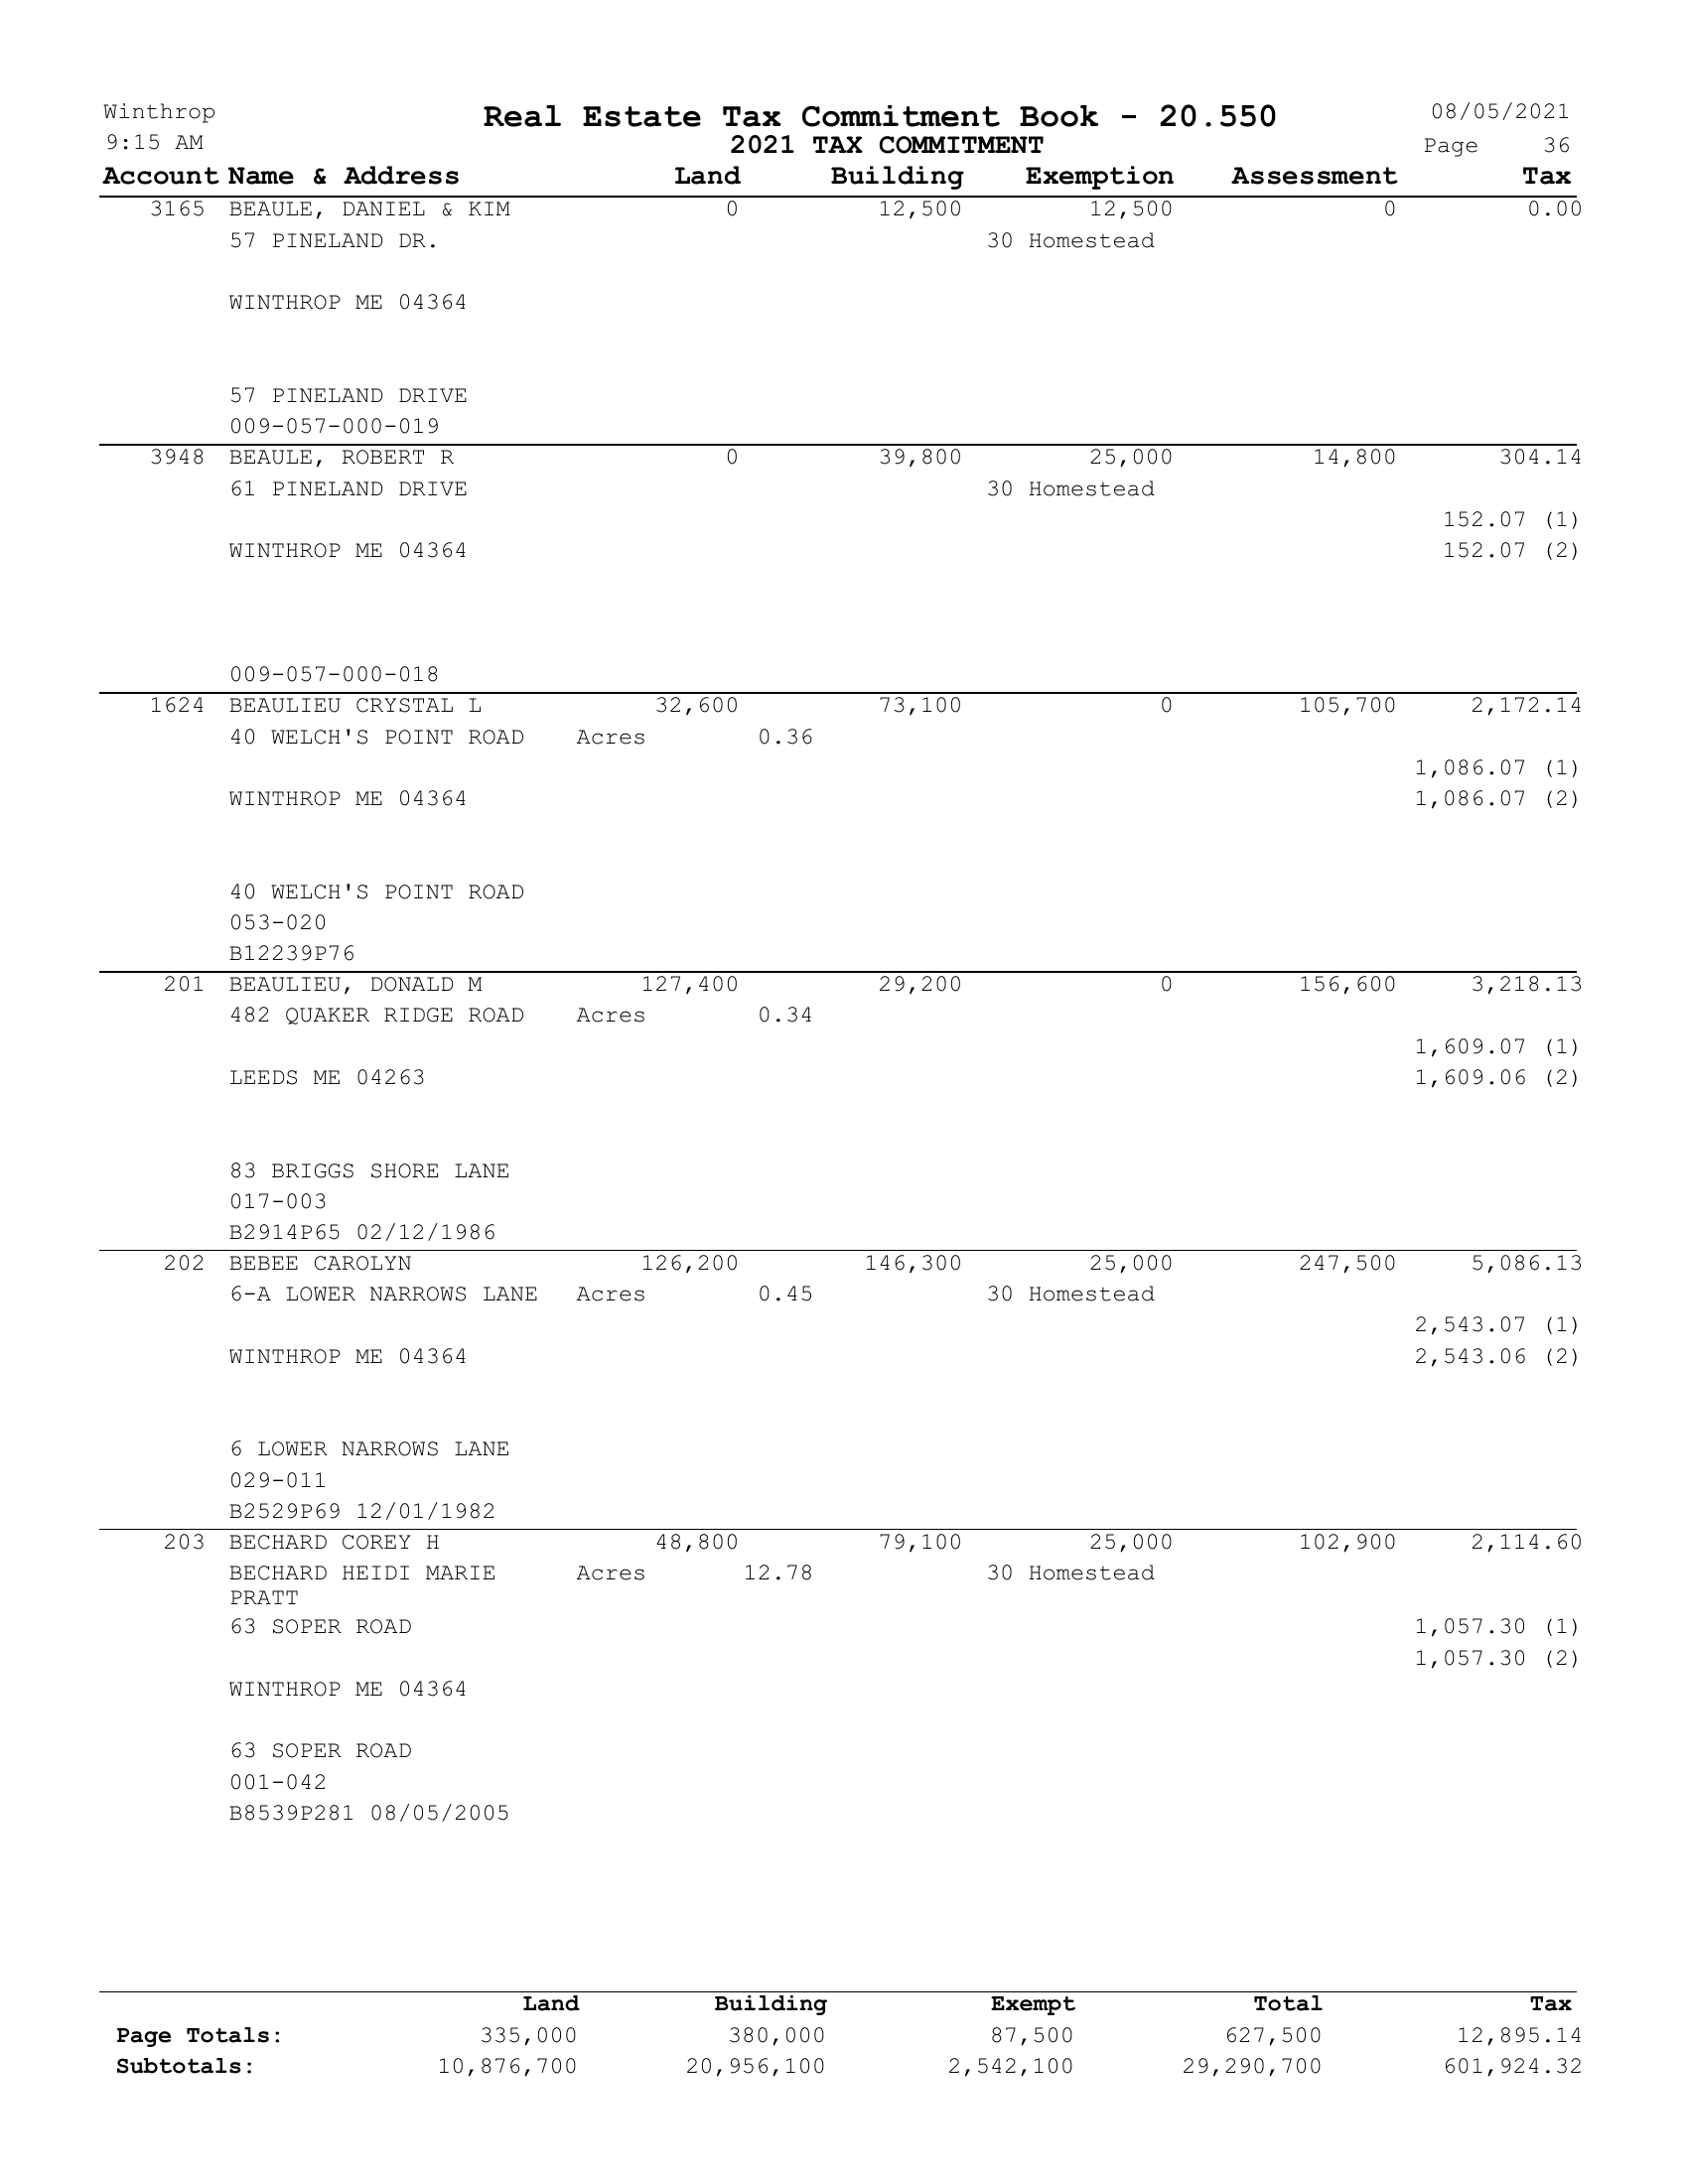 Winthrop Real Estate Tax Commitment Book - 20.550 08/05/2021
9:15 AM 2021 TAX COMMITMENT Page 36
Account Name & Address Land Building Exemption Assessment Tax
3165 BEAULE, DANIEL & KIM 0 12,500 12,500 0 0.00
57 PINELAND DR. 30 Homestead
WINTHROP ME 04364
57 PINELAND DRIVE
009-057-000-019
3948 BEAULE, ROBERT R 0 39,800 25,000 14,800 304.14
61 PINELAND DRIVE 30 Homestead
152.07 (1)
WINTHROP ME 04364 152.07 (2)
009-057-000-018
1624 BEAULIEU CRYSTAL L 32,600 73,100 0 105,700 2,172.14
40 WELCH'S POINT ROAD Acres 0.36
1,086.07 (1)
WINTHROP ME 04364 1,086.07 (2)
40 WELCH'S POINT ROAD
053-020
B12239P76
201 BEAULIEU, DONALD M 127,400 29,200 0 156,600 3,218.13
482 QUAKER RIDGE ROAD Acres 0.34
1,609.07 (1)
LEEDS ME 04263 1,609.06 (2)
83 BRIGGS SHORE LANE
017-003
B2914P65 02/12/1986
202 BEBEE CAROLYN 126,200 146,300 25,000 247,500 5,086.13
6-A LOWER NARROWS LANE Acres 0.45 30 Homestead
2,543.07 (1)
WINTHROP ME 04364 2,543.06 (2)
6 LOWER NARROWS LANE
029-011
B2529P69 12/01/1982
203 BECHARD COREY H 48,800 79,100 25,000 102,900 2,114.60
BECHARD HEIDI MARIE Acres 12.78 30 Homestead
PRATT
63 SOPER ROAD 1,057.30 (1)
1,057.30 (2)
WINTHROP ME 04364
63 SOPER ROAD
001-042
B8539P281 08/05/2005
Land Building Exempt Total Tax
Page Totals: 335,000 380,000 87,500 627,500 12,895.14
Subtotals: 10,876,700 20,956,100 2,542,100 29,290,700 601,924.32